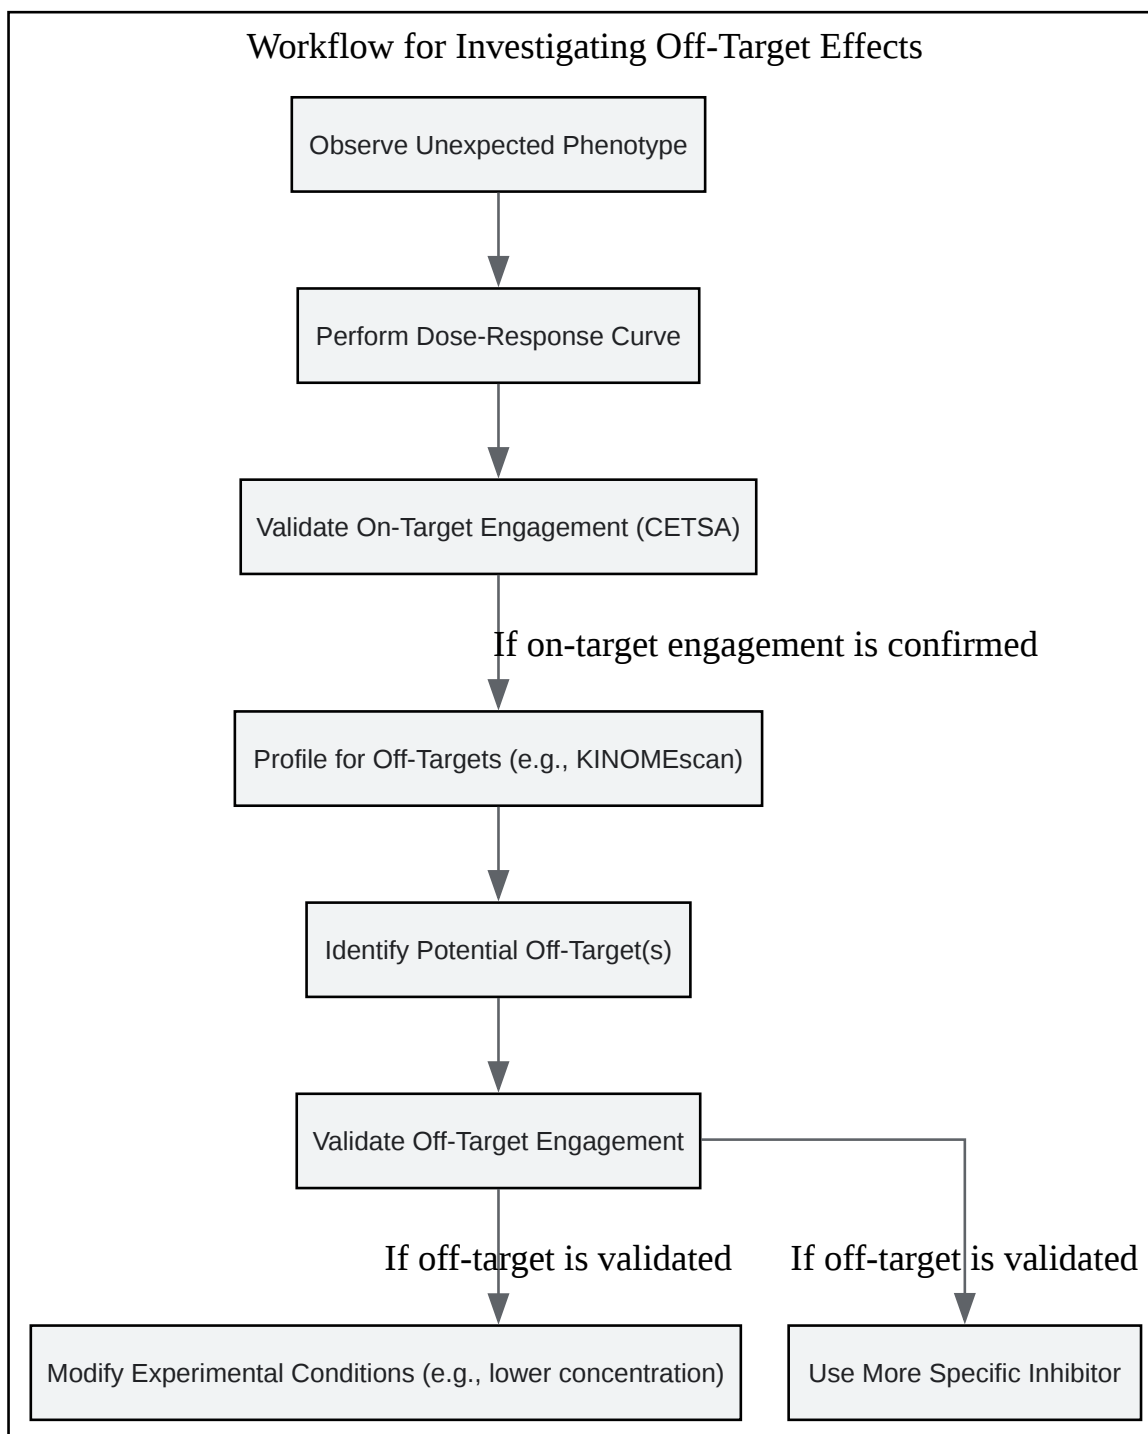 Workflow for Investigating Off-Target Effects
Observe Unexpected Phenotype
Perform Dose-Response Curve
Validate On-Target Engagement (CETSA)
If on-target engagement is confirmed
Profile for Off-Targets (e.g., KINOMEscan)
Identify Potential Off-Target(s)
Validate Off-Target Engagement
If off-target is validated
If off-target is validated
Modify Experimental Conditions (e.g., lower concentration)
Use More Specific Inhibitor